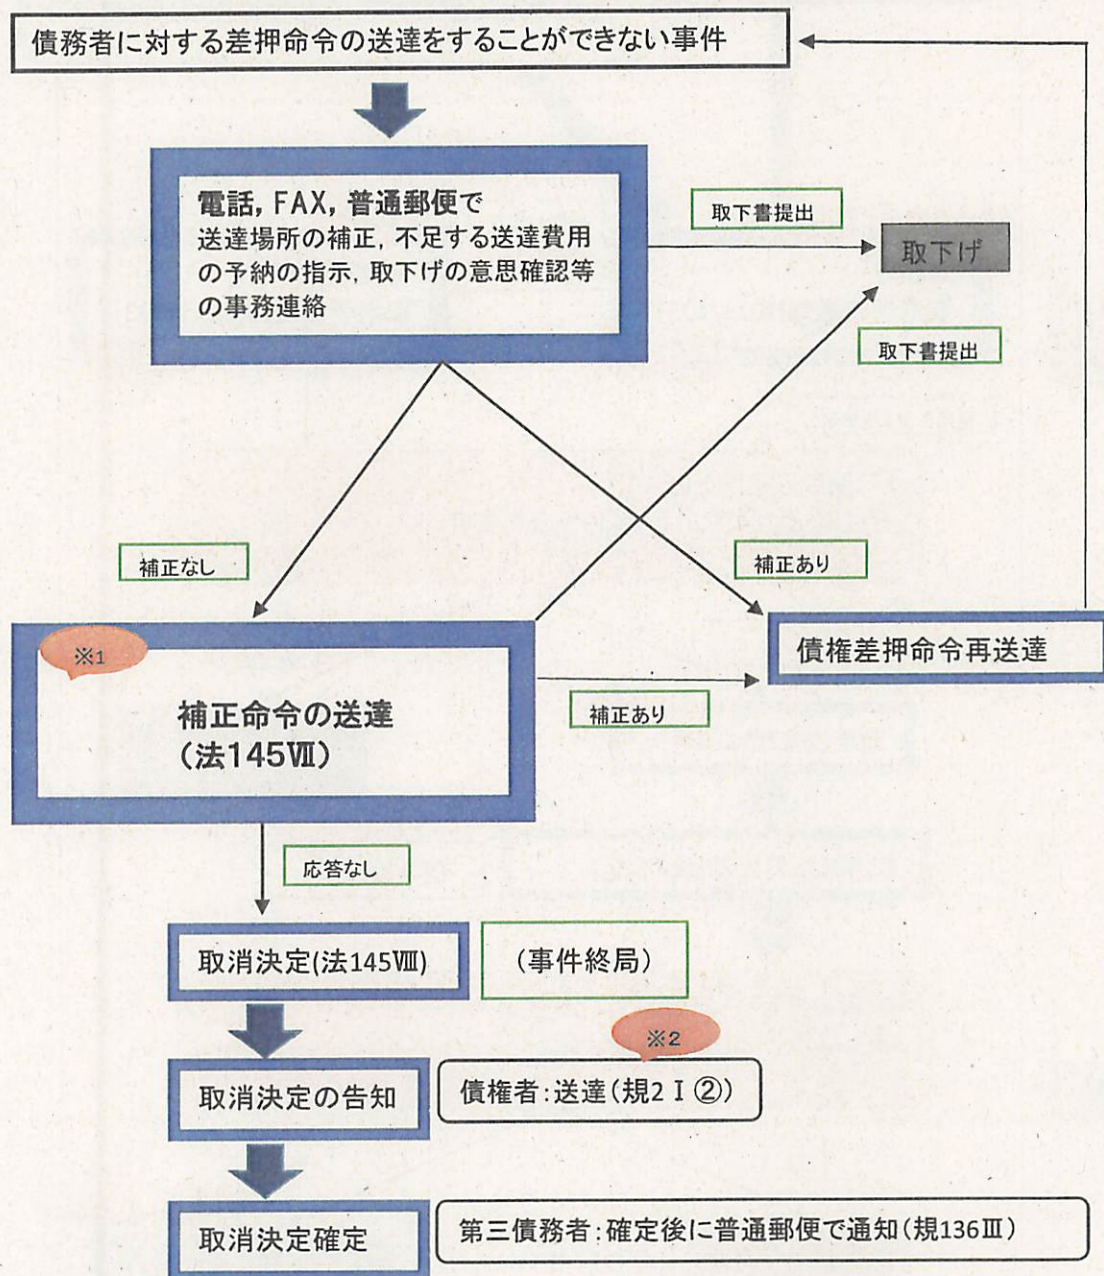 債務者に対する差押命令の送達をすることができない事件
電話，FAX，普通郵便で
送達場所の補正，不足する送達費用
の予納の指示，取下げの意思確認等
の事務連絡
取下書提出
取下げ
取下書提出
補正なし
補正あり
※1
補正命令の送達
（法145Ⅶ）
補正あり
債権差押命令再送達
応答なし
取消決定(法145Ⅷ)
（事件終局）
※2
取消決定の告知
債権者：送達（規2Ⅰ②）
取消決定確定
第三債務者：確定後に普通郵便で通知（規136Ⅲ）